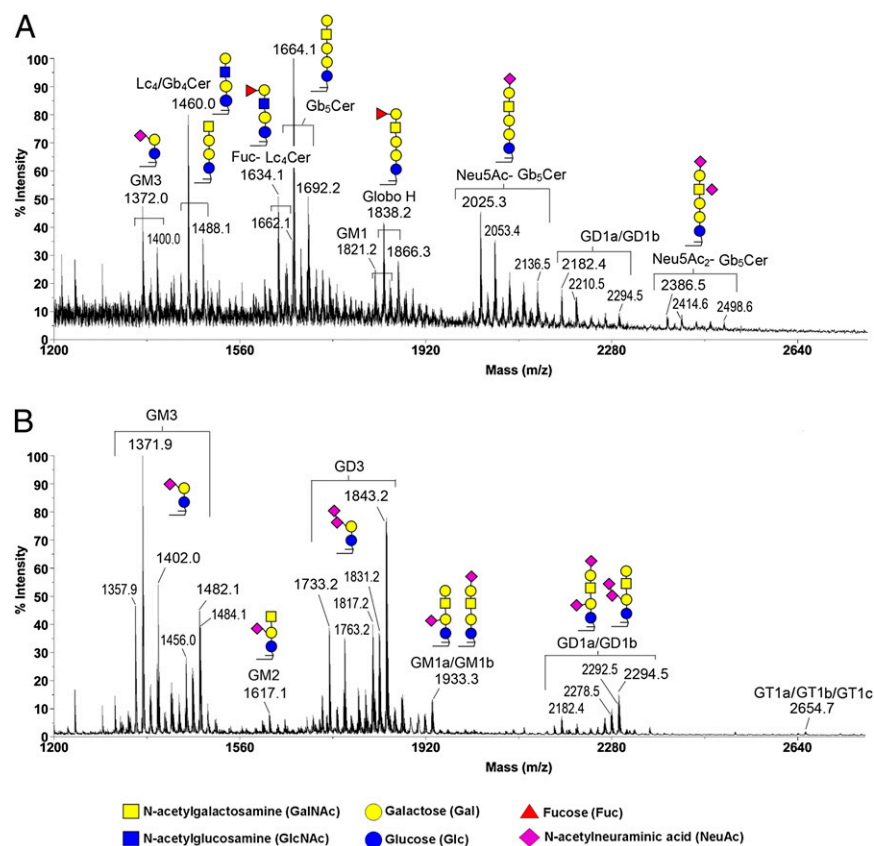 A
Lc4/Gb4Cer
1460.0
GM3
1372.0
1400.0
1488.1
Fuc- Lc4Cer
1634.1
1662.1
1664.1
Gb5Cer
1692.2
Globo H
1838.2
GM1
1821.2
1866.3
Neu5Ac- Gb5Cer
2025.3
2053.4
2136.5
GD1a/GD1b
2182.4
2210.5
2294.5
Neu5Ac2- Gb5Cer
2386.5
2414.6
2498.6
% Intensity
100
90
80
70
60
50
40
30
20
10
0
1200
1560
1920
2280
2640
Mass (m/z)
B
GM3
1371.9
1357.9
1402.0
1456.0
1482.1
1484.1
GM2
1617.1
GD3
1843.2
1733.2
1831.2
1817.2
1763.2
GM1a/GM1b
1933.3
GD1a/GD1b
2292.5
2294.5
2278.5
2182.4
GT1a/GT1b/GT1c
2654.7
% Intensity
100
90
80
70
60
50
40
30
20
10
0
1200
1560
1920
2280
2640
Mass (m/z)
N-acetylgalactosamine (GalNAc)
Galactose (Gal)
Fucose (Fuc)
N-acetylglucosamine (GlcNAc)
Glucose (Glc)
N-acetylneuraminic acid (NeuAc)